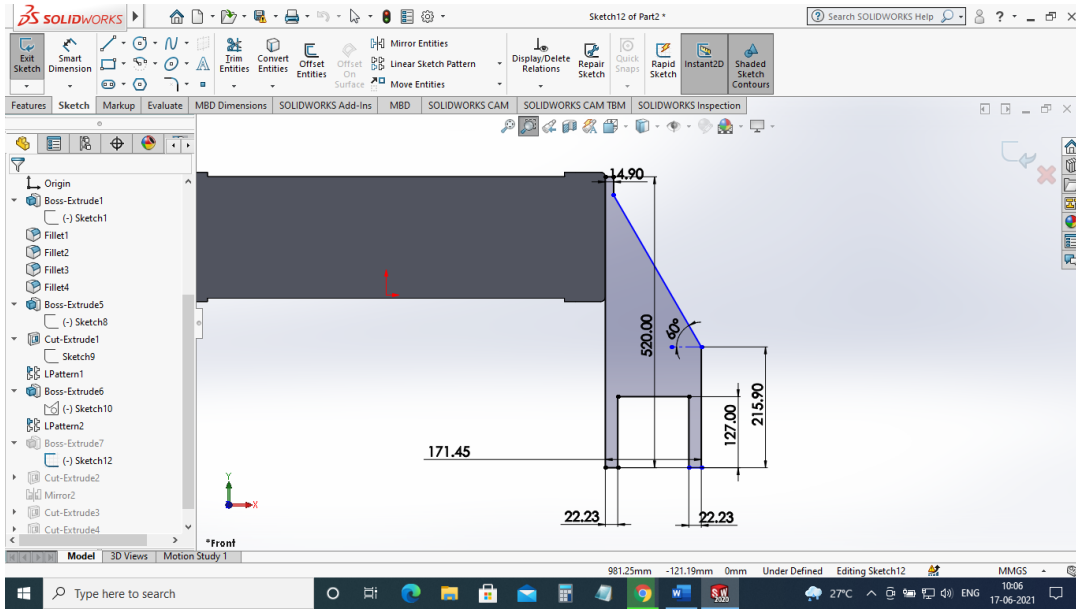 SOLIDWORKS
Sketch12 of Part2 *
Search SOLIDWORKS Help
?
Exit Sketch
Smart Dimension
Trim Entities
Convert Entities
Offset Entities
Offset On Surface
Mirror Entities
Linear Sketch Pattern
Move Entities
Display/Delete Relations
Repair Sketch
Quick Snaps
Rapid Sketch
Instant2D
Shaded Sketch Contours
Features Sketch Markup Evaluate MBD Dimensions SOLIDWORKS Add-Ins MBD SOLIDWORKS CAM SOLIDWORKS CAM TBM SOLIDWORKS Inspection
Origin
Boss-Extrude1
(-) Sketch1
Fillet1
Fillet2
Fillet3
Fillet4
Boss-Extrude5
(-) Sketch8
Cut-Extrude1
Sketch9
LPattern1
Boss-Extrude6
(-) Sketch10
LPattern2
Boss-Extrude7
(-) Sketch12
Cut-Extrude2
Mirror2
Cut-Extrude3
Cut-Extrude4
14.90
520.00
60°
215.90
127.00
171.45
22.23
22.23
Y
X
*Front
Model 3D Views Motion Study 1
981.25mm -121.19mm 0mm Under Defined Editing Sketch12 MMGS
Type here to search
27°C ENG
10:06
17-06-2021